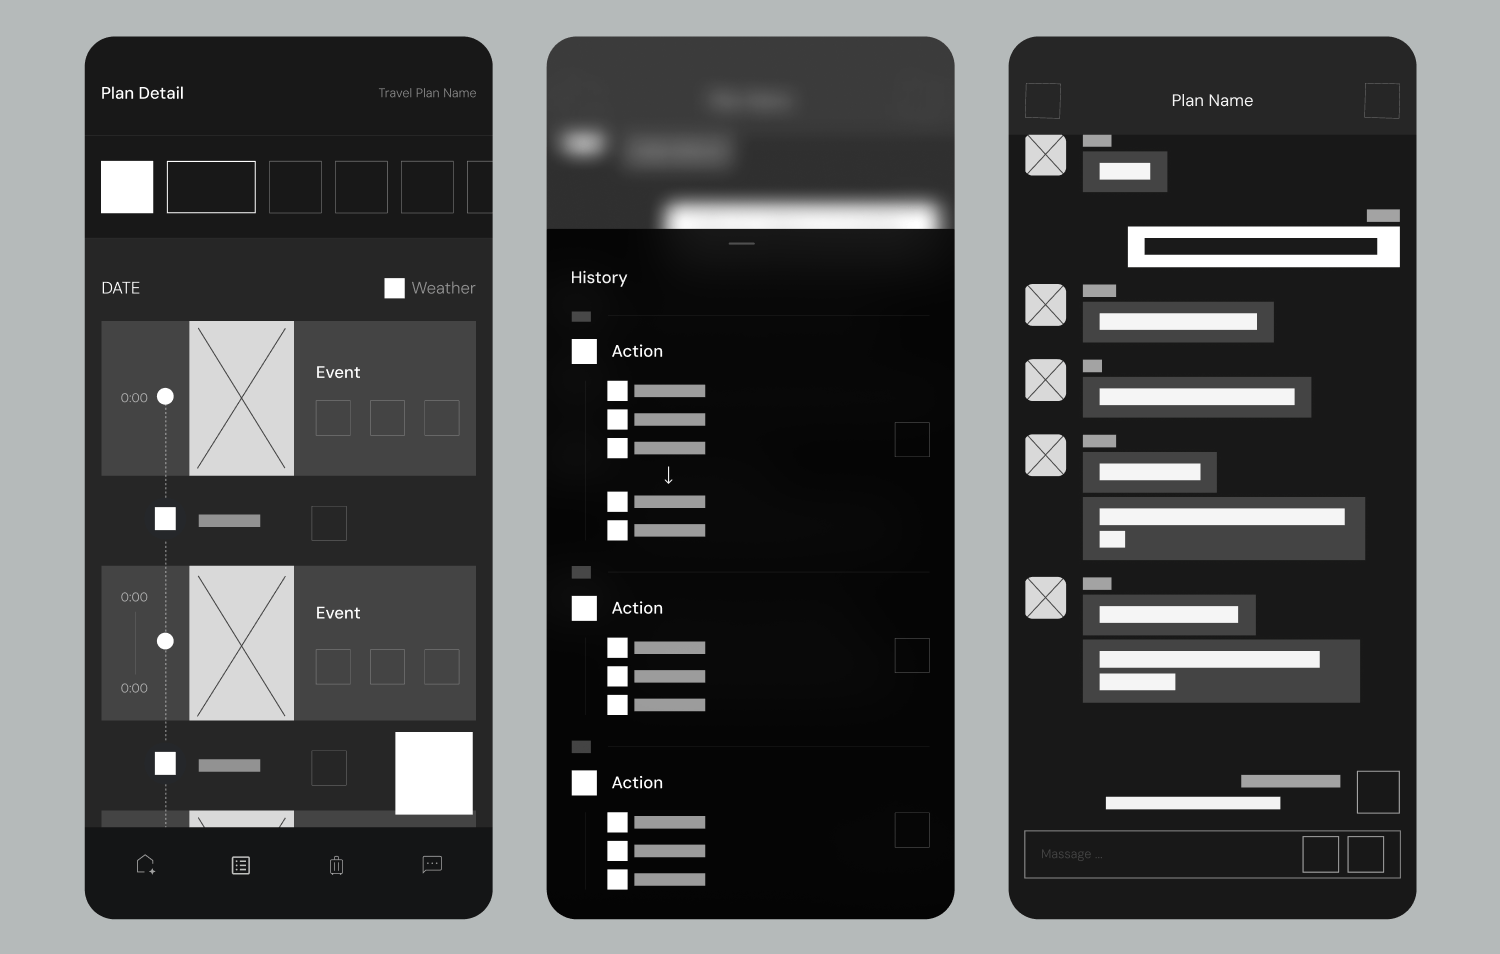 Plan Detail
Travel Plan Name
DATE
Weather
0:00
Event
0:00
Event
0:00
History
Action
Action
Action
Plan Name
Massage ...